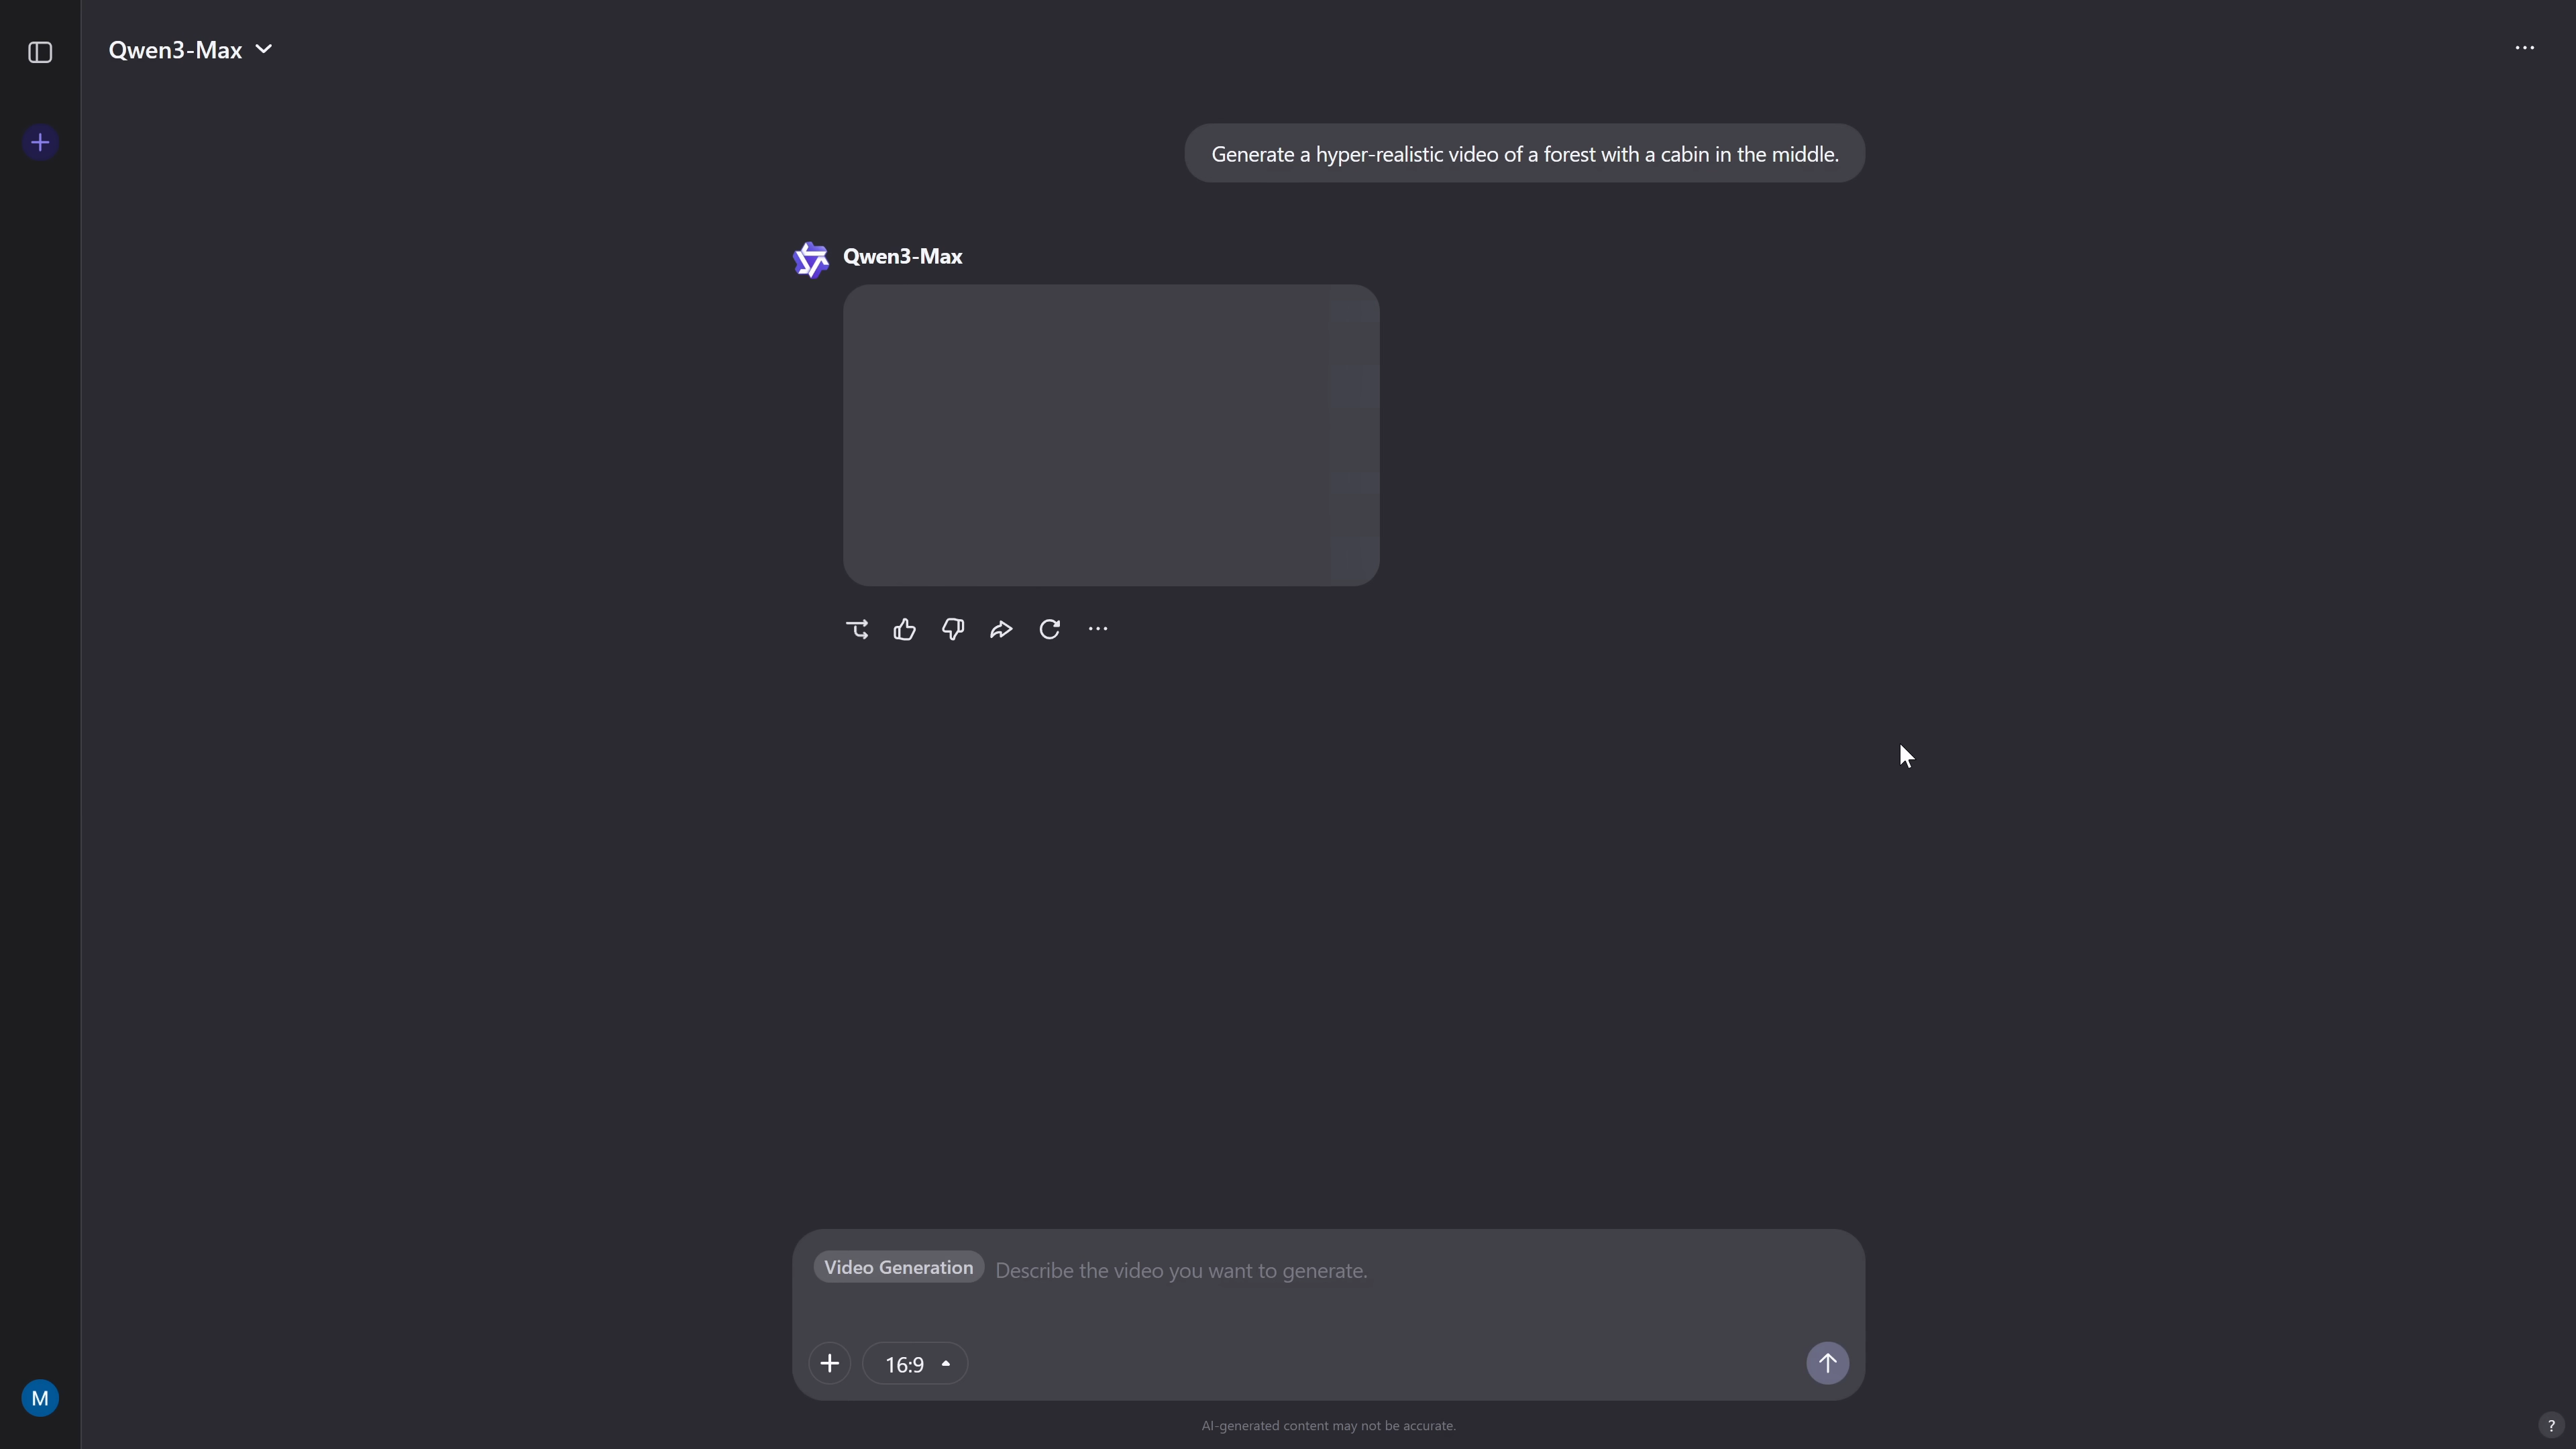 Qwen3-Max
Generate a hyper-realistic video of a forest with a cabin in the middle.
Qwen3-Max
Video Generation Describe the video you want to generate.
16:9
M
AI-generated content may not be accurate.
?